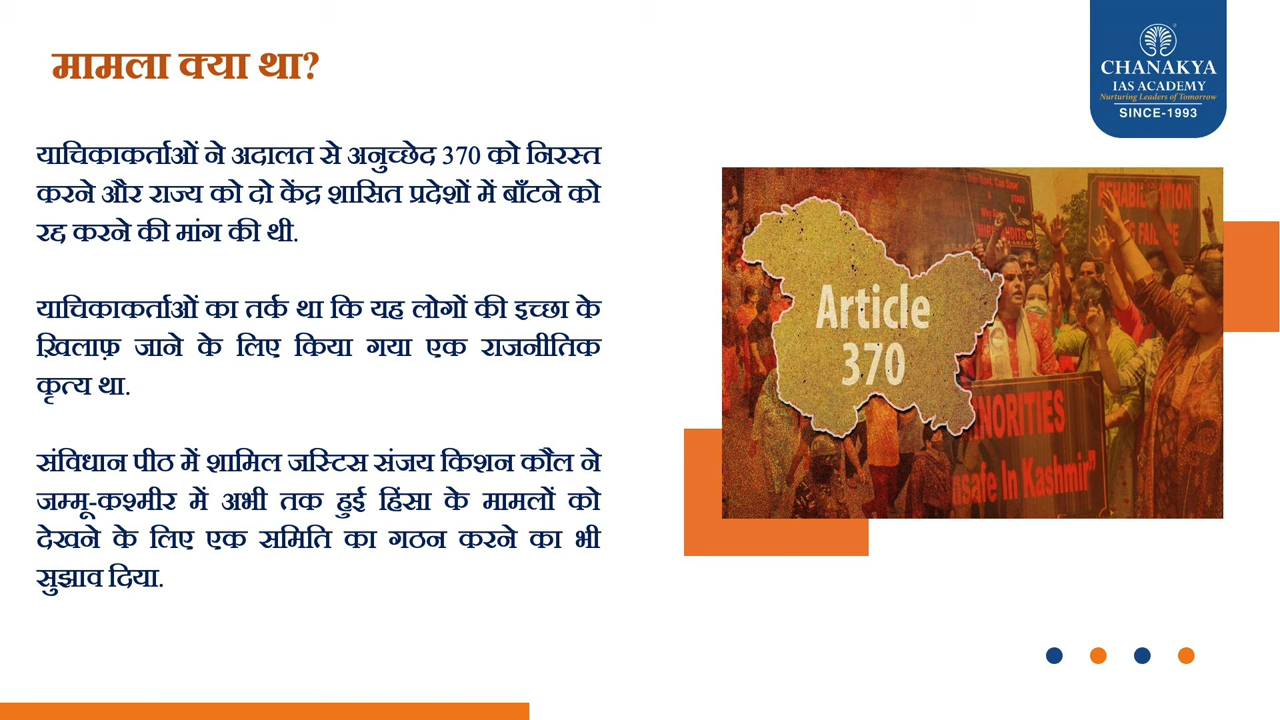 मामला क्या था?
CHANAKYA
IAS ACADEMY
Nurturing Leaders of Tomorrow
SINCE-1993
याचिकाकर्ताओं ने अदालत से अनुच्छेद 370 को निरस्त
करने और राज्य को दो केंद्र शासित प्रदेशों में बाँटने को
रद्द करने की मांग की थी.
याचिकाकर्ताओं का तर्क था कि यह लोगों की इच्छा के
ख़िलाफ़ जाने के लिए किया गया एक राजनीतिक
कृत्य था.
संविधान पीठ में शामिल जस्टिस संजय किशन कौल ने
जम्मू-कश्मीर में अभी तक हुई हिंसा के मामलों को
देखने के लिए एक समिति का गठन करने का भी
सुझाव दिया.
Article
370
INORITIES
safe In Kashmir"